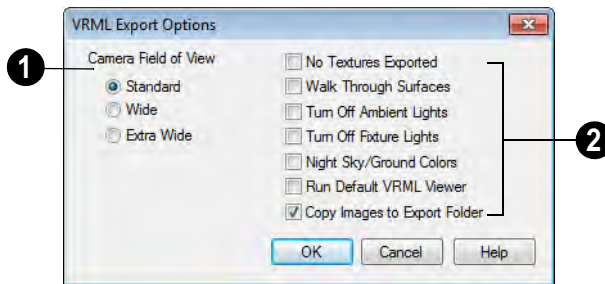 VRML Export Options
1
Camera Field of View
Standard
Wide
Extra Wide
No Textures Exported
Walk Through Surfaces
Turn Off Ambient Lights
Turn Off Fixture Lights
Night Sky/Ground Colors
Run Default VRML Viewer
Copy Images to Export Folder
2
OK Cancel Help